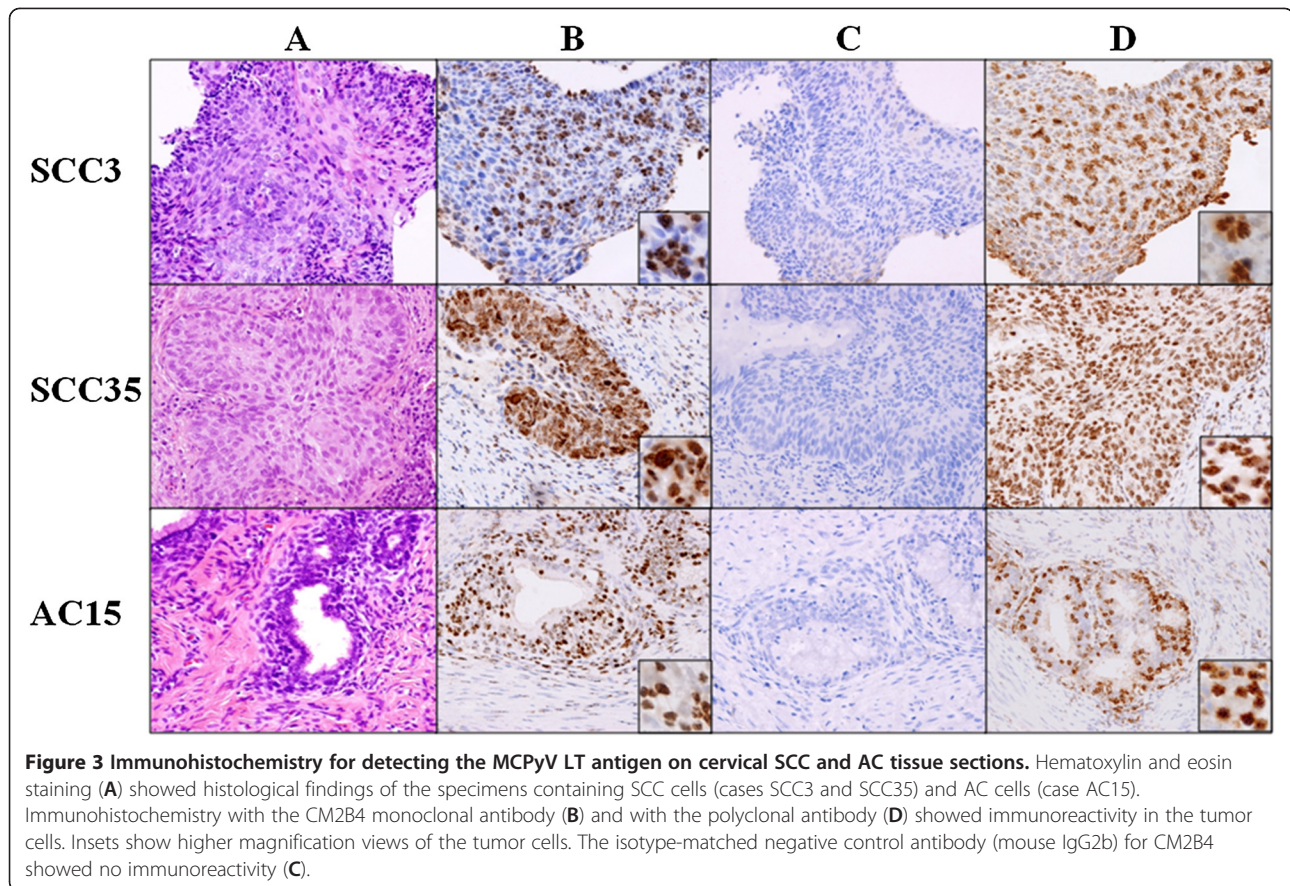 A B C D
SCC3
SCC35
AC15
Figure 3 Immunohistochemistry for detecting the MCPyV LT antigen on cervical SCC and AC tissue sections. Hematoxylin and eosin
staining (A) showed histological findings of the specimens containing SCC cells (cases SCC3 and SCC35) and AC cells (case AC15).
Immunohistochemistry with the CM2B4 monoclonal antibody (B) and with the polyclonal antibody (D) showed immunoreactivity in the tumor
cells. Insets show higher magnification views of the tumor cells. The isotype-matched negative control antibody (mouse IgG2b) for CM2B4
showed no immunoreactivity (C).